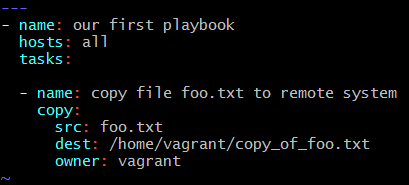 ---
- name: our first playbook
  hosts: all
  tasks:

  - name: copy file foo.txt to remote system
    copy:
      src: foo.txt
      dest: /home/vagrant/copy_of_foo.txt
      owner: vagrant
~